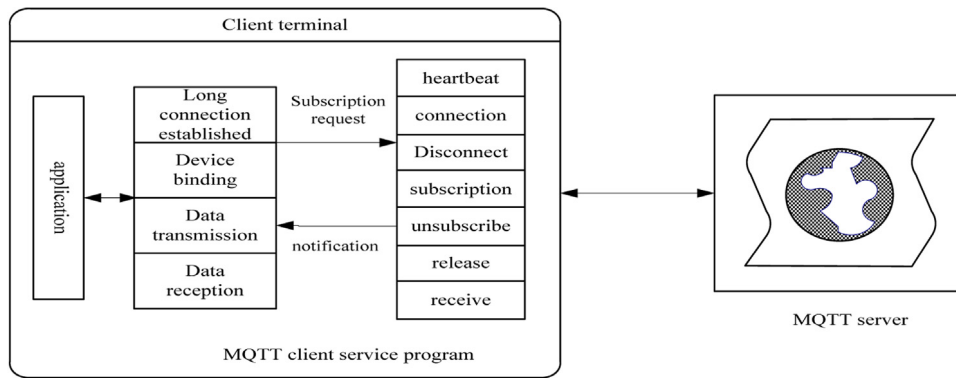 Client terminal
application
Long
connection
established
Device
binding
Data
transmission
Data
reception
Subscription
request
notification
heartbeat
connection
Disconnect
subscription
unsubscribe
release
receive
MQTT client service program
MQTT server